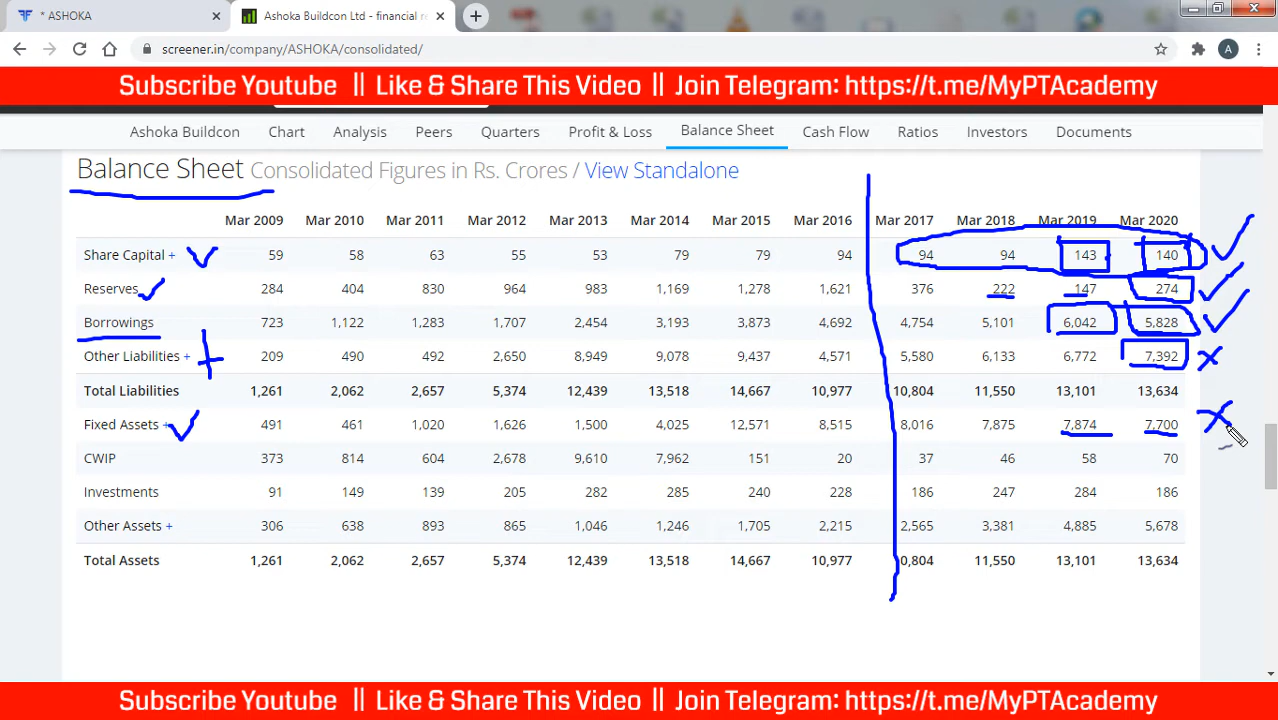 * ASHOKA
Ashoka Buildcon Ltd - financial re
screener.in/company/ASHOKA/consolidated/
A
Subscribe Youtube || Like & Share This Video || Join Telegram: https://t.me/MyPTAcademy
Ashoka Buildcon Chart Analysis Peers Quarters Profit & Loss Balance Sheet Cash Flow Ratios Investors Documents
Balance Sheet Consolidated Figures in Rs. Crores / View Standalone
Mar 2009 Mar 2010 Mar 2011 Mar 2012 Mar 2013 Mar 2014 Mar 2015 Mar 2016 Mar 2017 Mar 2018 Mar 2019 Mar 2020
Share Capital + 59 58 63 55 53 79 79 94 94 94 143 140
Reserves 284 404 830 964 983 1,169 1,278 1,621 376 222 147 274
Borrowings 723 1,122 1,283 1,707 2,454 3,193 3,873 4,692 4,754 5,101 6,042 5,828
Other Liabilities + 209 490 492 2,650 8,949 9,078 9,437 4,571 5,580 6,133 6,772 7,392
Total Liabilities 1,261 2,062 2,657 5,374 12,439 13,518 14,667 10,977 10,804 11,550 13,101 13,634
Fixed Assets + 491 461 1,020 1,626 1,500 4,025 12,571 8,515 8,016 7,875 7,874 7,700
CWIP 373 814 604 2,678 9,610 7,962 151 20 37 46 58 70
Investments 91 149 139 205 282 285 240 228 186 247 284 186
Other Assets + 306 638 893 865 1,046 1,246 1,705 2,215 2,565 3,381 4,885 5,678
Total Assets 1,261 2,062 2,657 5,374 12,439 13,518 14,667 10,977 0,804 11,550 13,101 13,634
Subscribe Youtube || Like & Share This Video || Join Telegram: https://t.me/MyPTAcademy